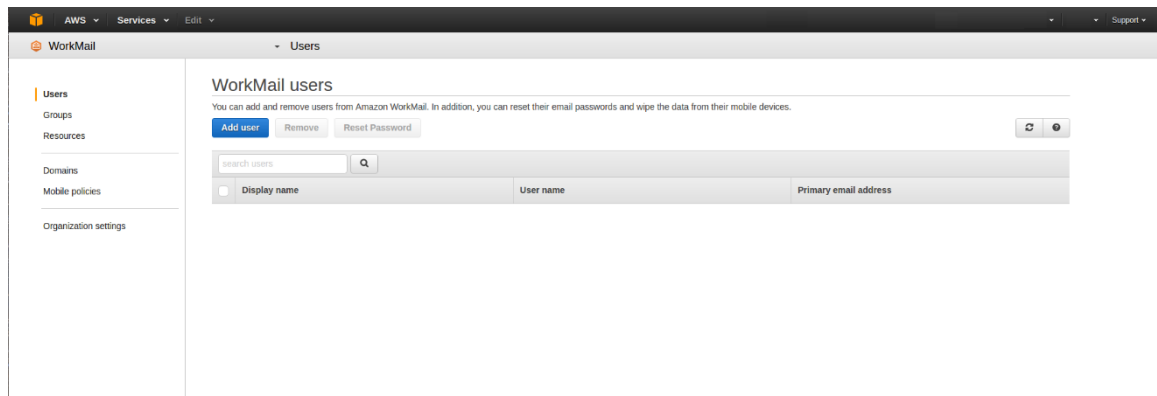 AWS Services Edit Support
WorkMail Users
WorkMail users
You can add and remove users from Amazon WorkMail. In addition, you can reset their email passwords and wipe the data from their mobile devices.
Add user Remove Reset Password
search users
Display name User name Primary email address
Users
Groups
Resources
Domains
Mobile policies
Organization settings